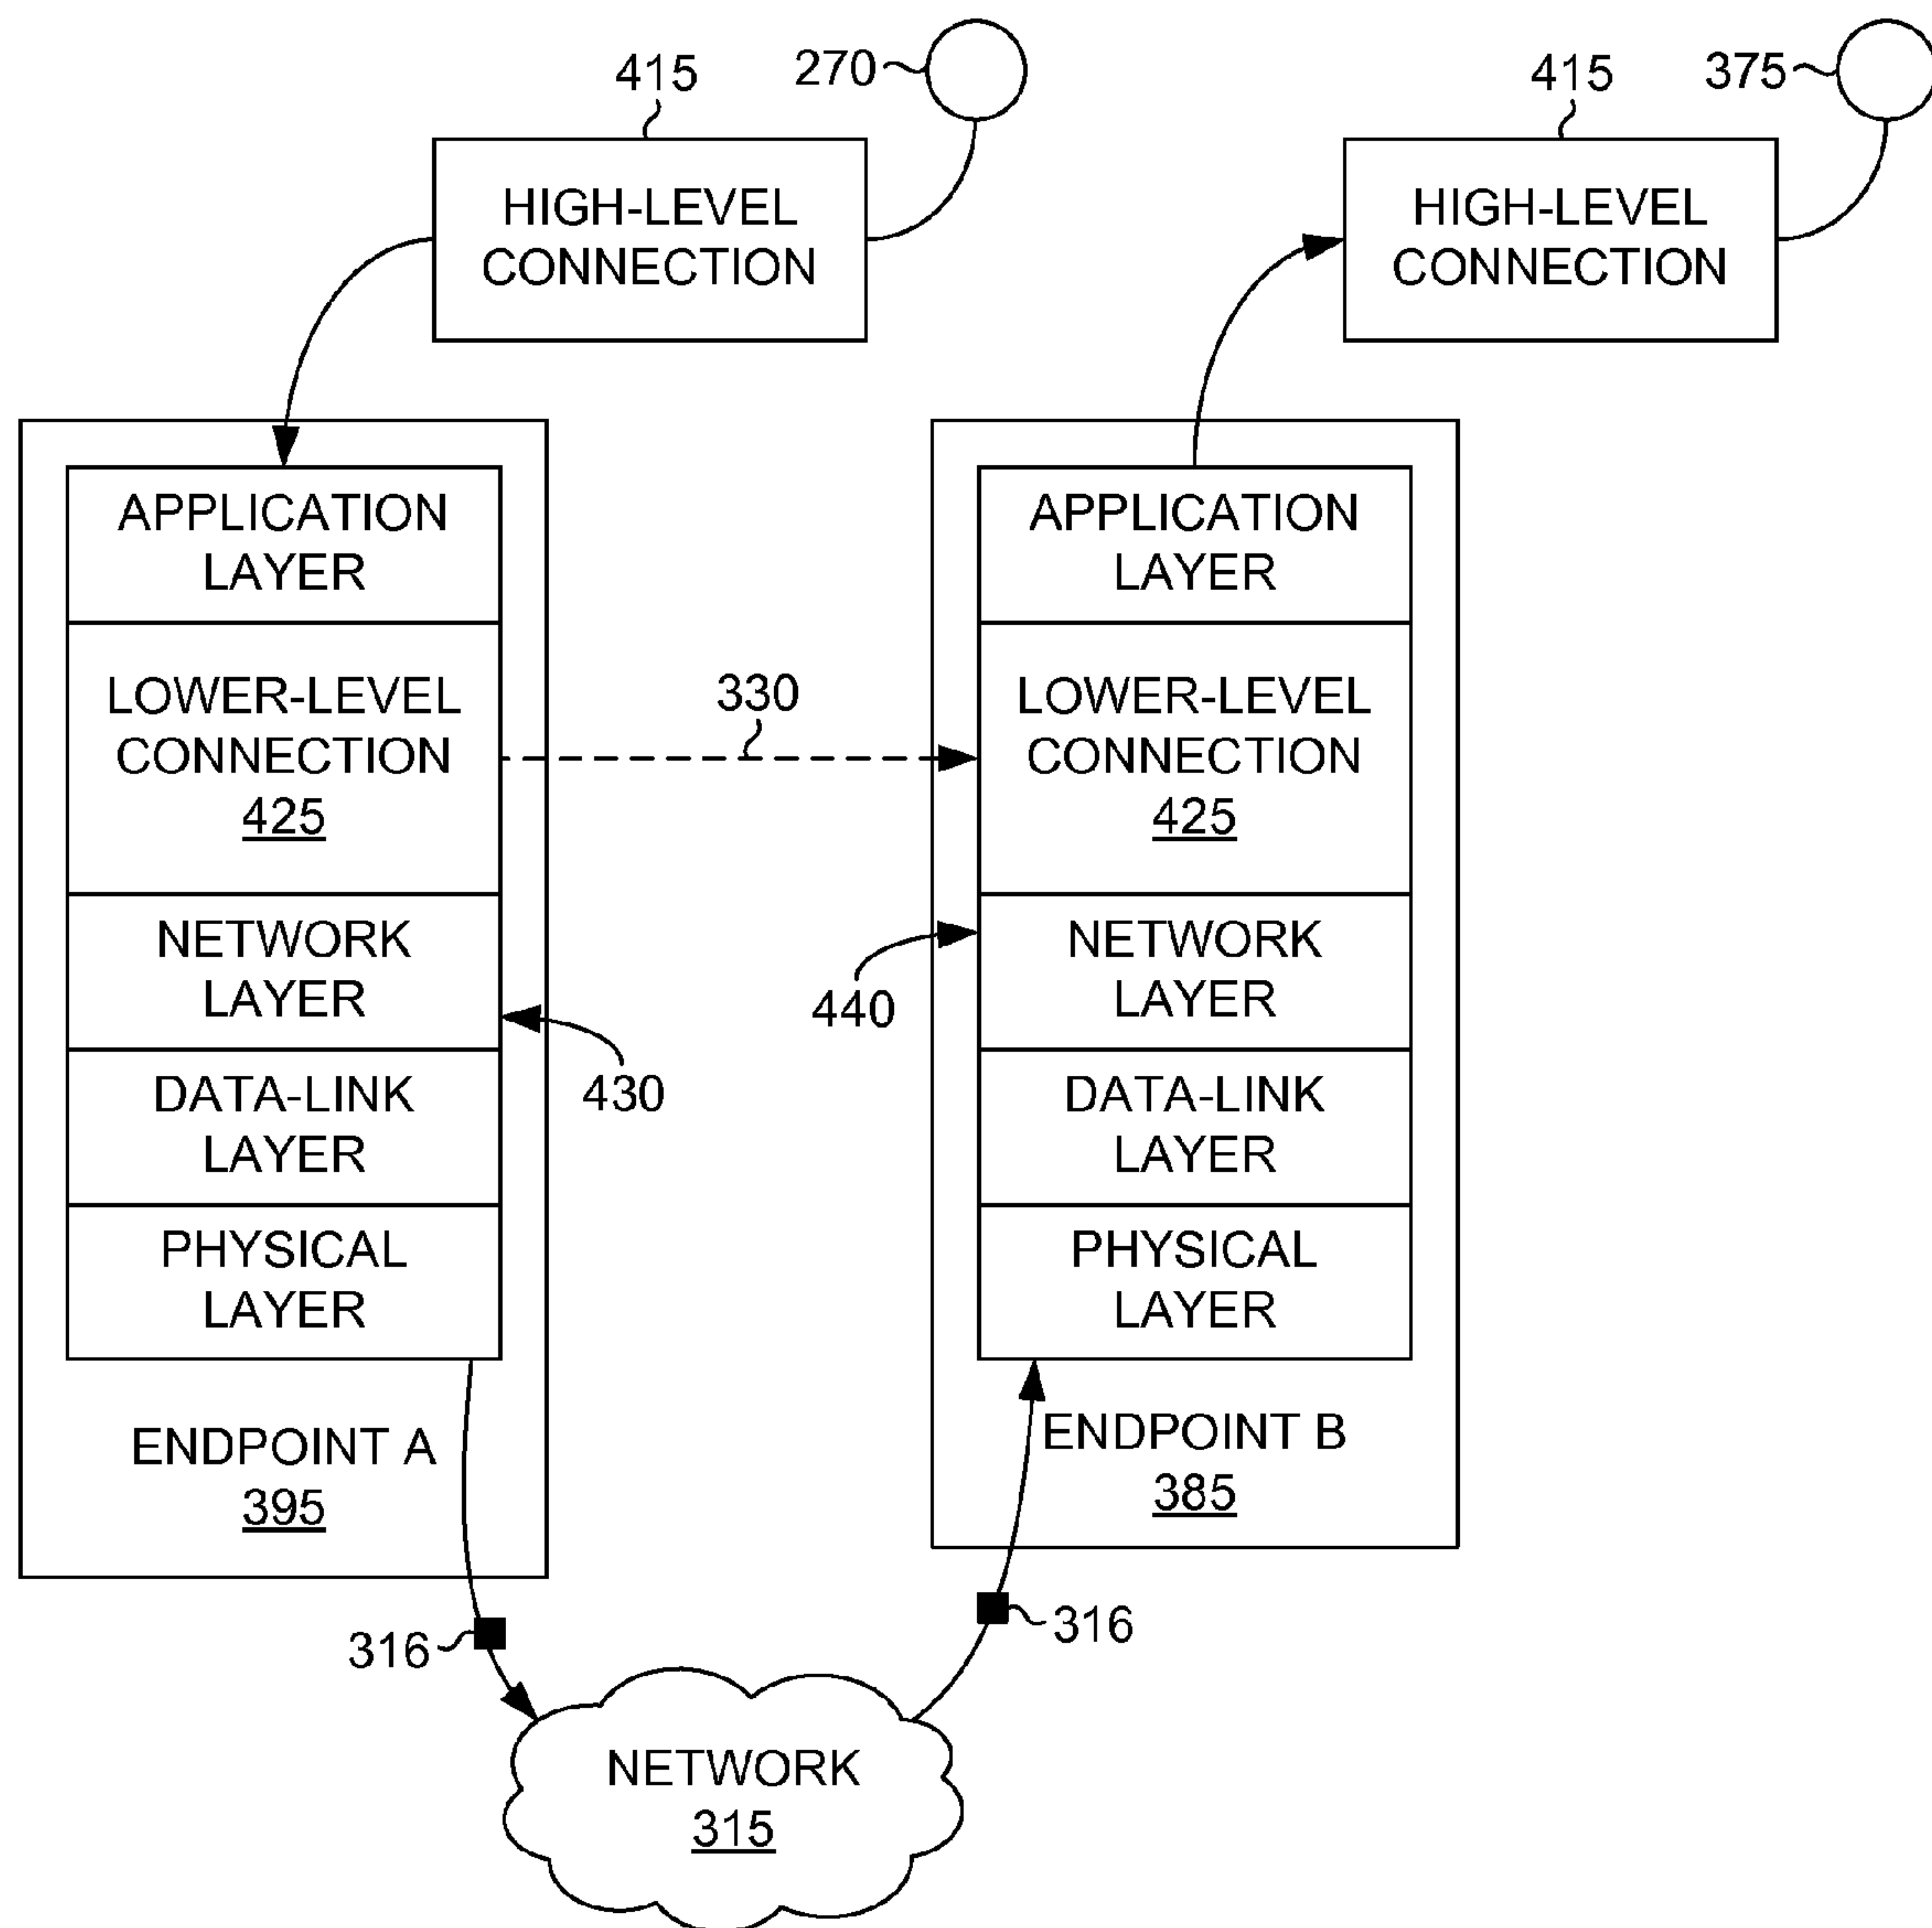 415
270
HIGH-LEVEL
CONNECTION
415
375
HIGH-LEVEL
CONNECTION
APPLICATION
LAYER
LOWER-LEVEL
CONNECTION
425
NETWORK
LAYER
DATA-LINK
LAYER
PHYSICAL
LAYER
ENDPOINT A
395
330
430
440
APPLICATION
LAYER
LOWER-LEVEL
CONNECTION
425
NETWORK
LAYER
DATA-LINK
LAYER
PHYSICAL
LAYER
ENDPOINT B
385
316
316
NETWORK
315